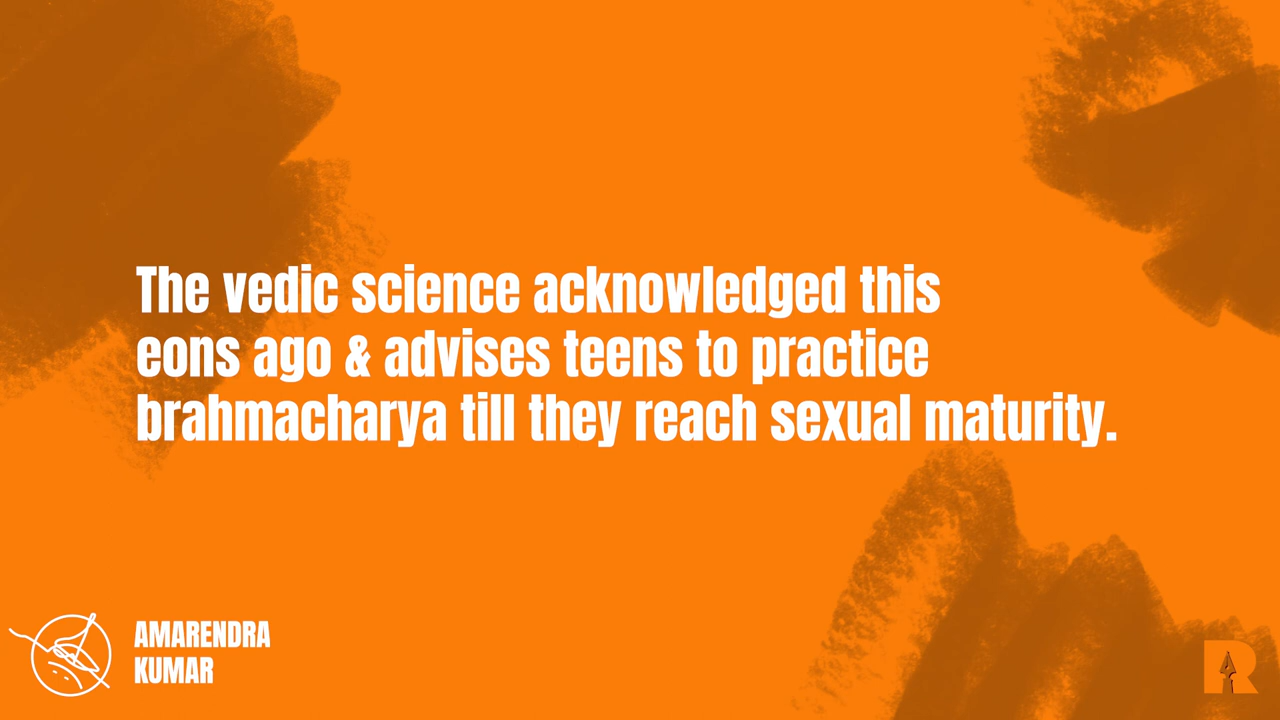 The vedic science acknowledged this
eons ago & advises teens to practice
brahmacharya till they reach sexual maturity.
AMARENDRA
KUMAR
R